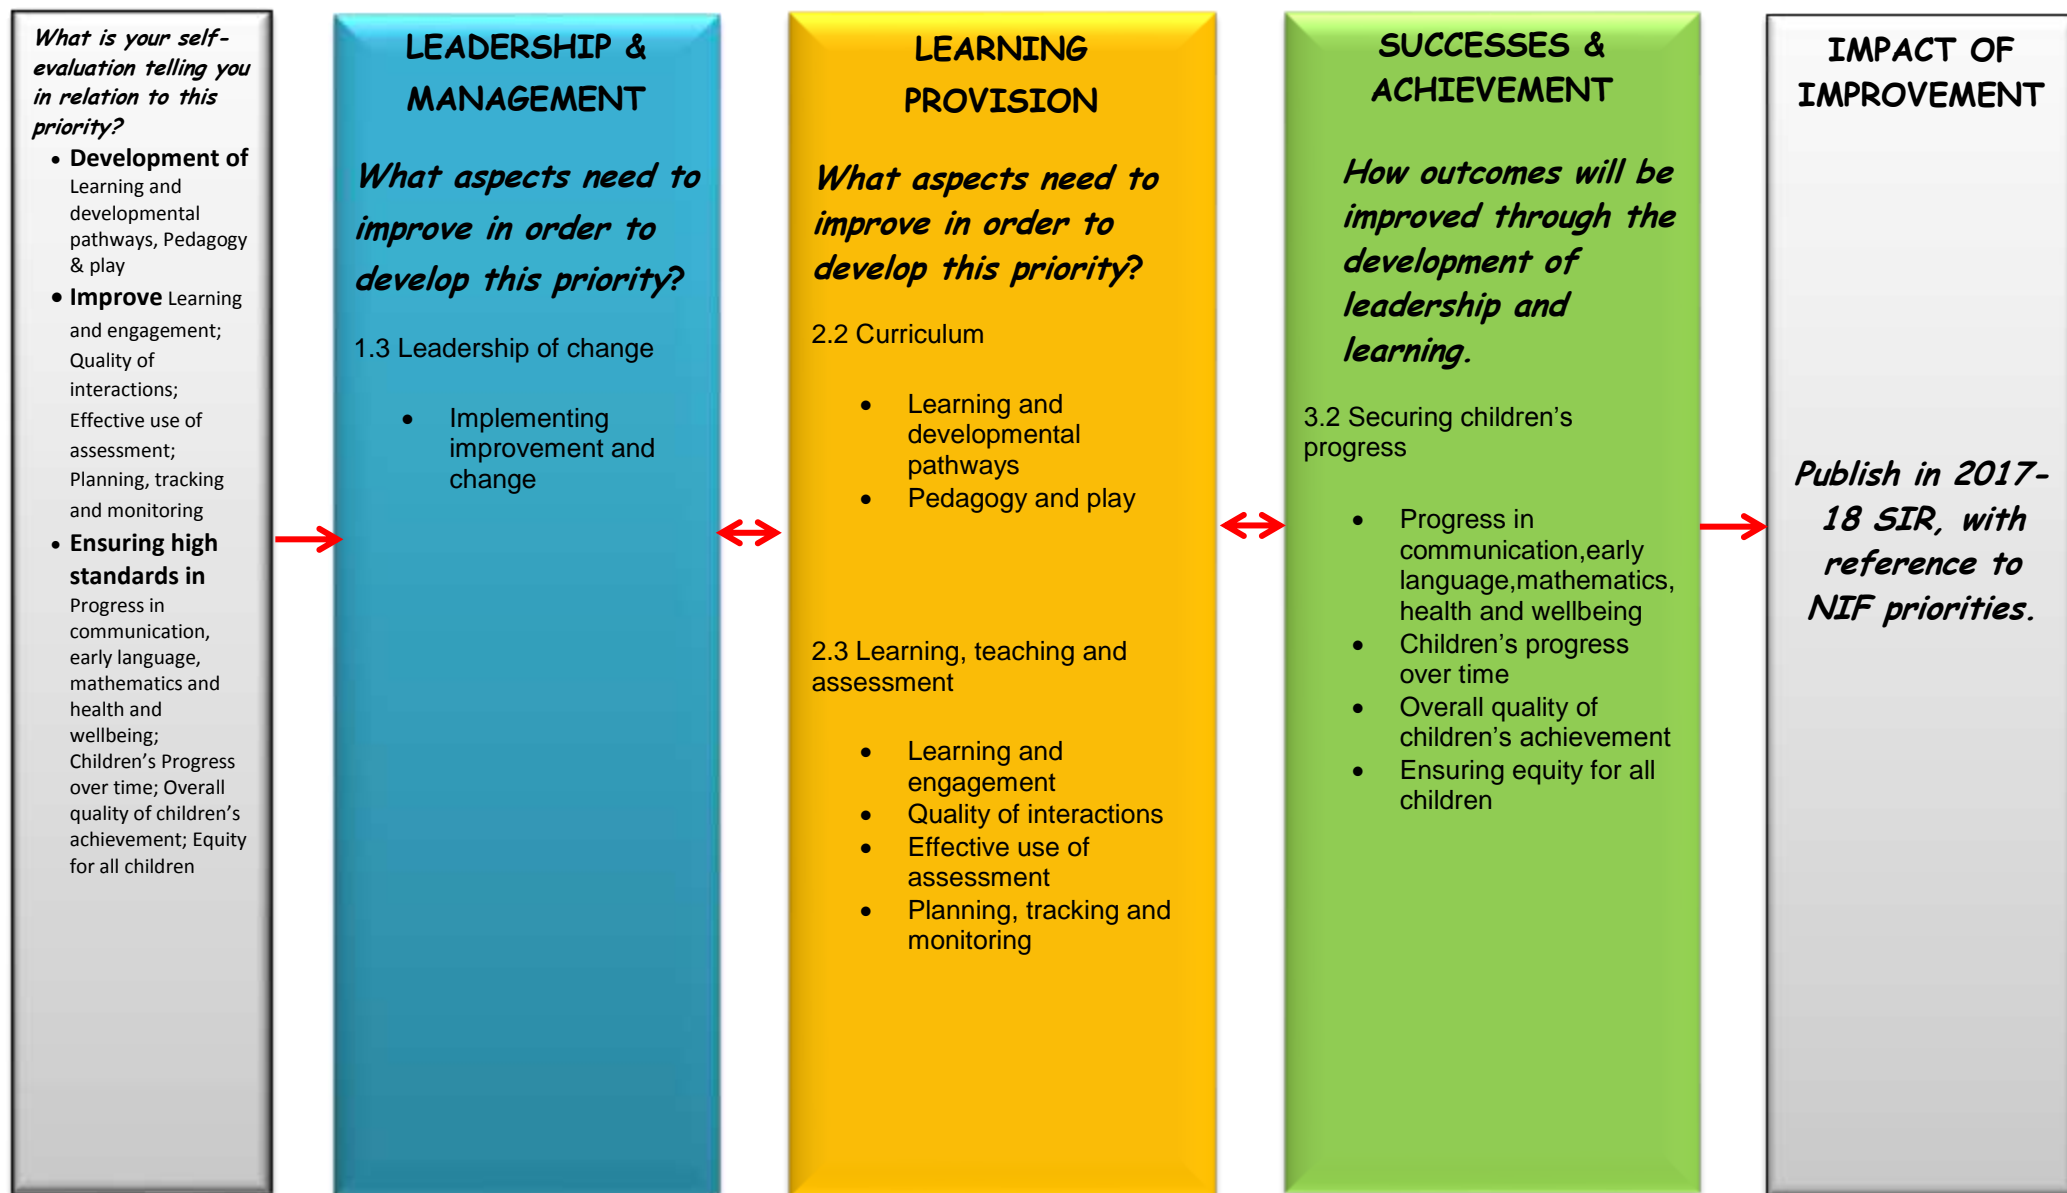 What is your self-
evaluation telling you
in relation to this
priority?
• Development of
Learning and
developmental
pathways, Pedagogy
& play
• Improve Learning
and engagement;
Quality of
interactions;
Effective use of
assessment;
Planning, tracking
and monitoring
• Ensuring high
standards in
Progress in
communication,
early language,
mathematics and
health and
wellbeing;
Children’s Progress
over time; Overall
quality of children’s
achievement; Equity
for all children
LEADERSHIP &
MANAGEMENT
What aspects need to
improve in order to
develop this priority?
1.3 Leadership of change
• Implementing
improvement and
change
LEARNING
PROVISION
What aspects need to
improve in order to
develop this priority?
2.2 Curriculum
• Learning and
developmental
pathways
• Pedagogy and play
2.3 Learning, teaching and
assessment
• Learning and
engagement
• Quality of interactions
• Effective use of
assessment
• Planning, tracking and
monitoring
SUCCESSES &
ACHIEVEMENT
How outcomes will be
improved through the
development of
leadership and
learning.
3.2 Securing children’s
progress
• Progress in
communication,early
language,mathematics,
health and wellbeing
• Children’s progress
over time
• Overall quality of
children’s achievement
• Ensuring equity for all
children
IMPACT OF
IMPROVEMENT
Publish in 2017-
18 SIR, with
reference to
NIF priorities.